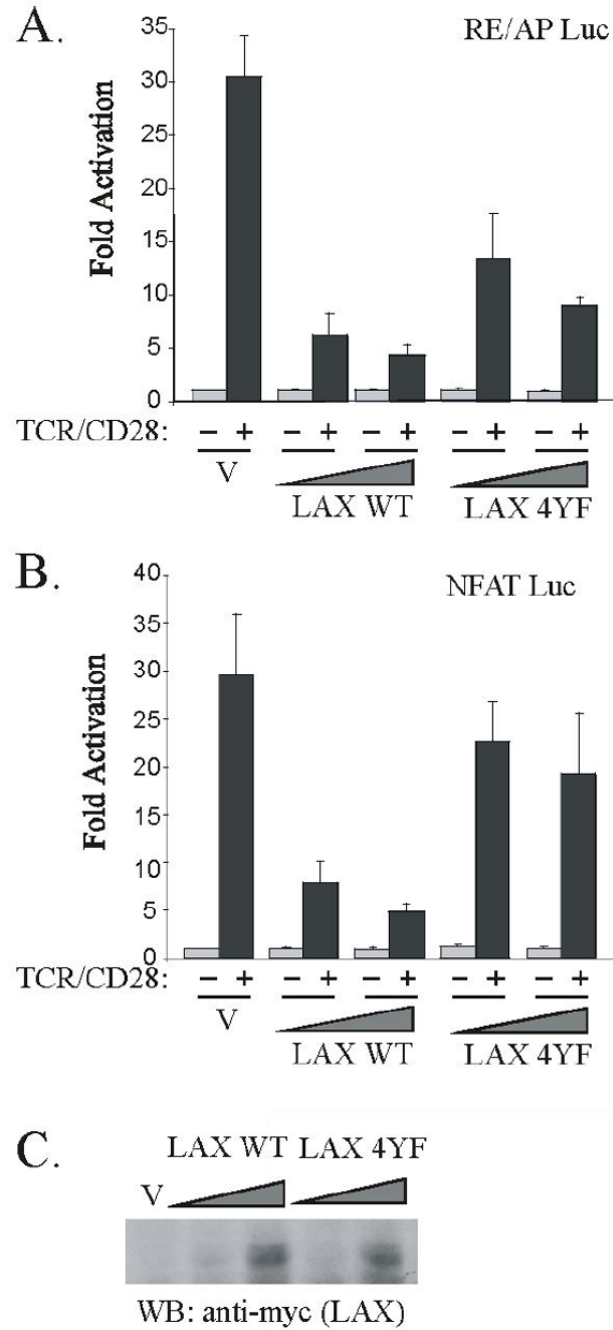 A.
RE/AP Luc
Fold Activation
35
30
25
20
15
10
5
0
TCR/CD28: – + – + – + – + – +
V
LAX WT LAX 4YF
B.
NFAT Luc
Fold Activation
40
35
30
25
20
15
10
5
0
TCR/CD28: – + – + – + – + – +
V
LAX WT LAX 4YF
C.
LAX WT LAX 4YF
V
WB: anti-myc (LAX)